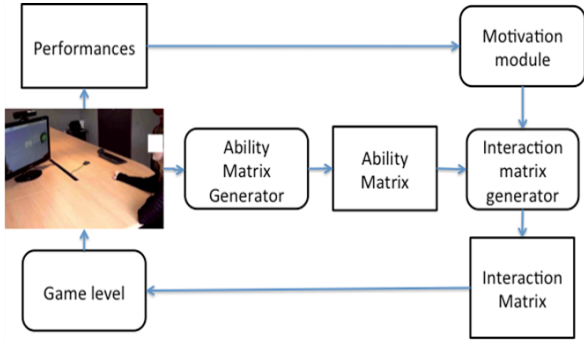 Performances
Motivation
module
Ability
Matrix
Generator
Ability
Matrix
Interaction
matrix
generator
Game level
Interaction
Matrix